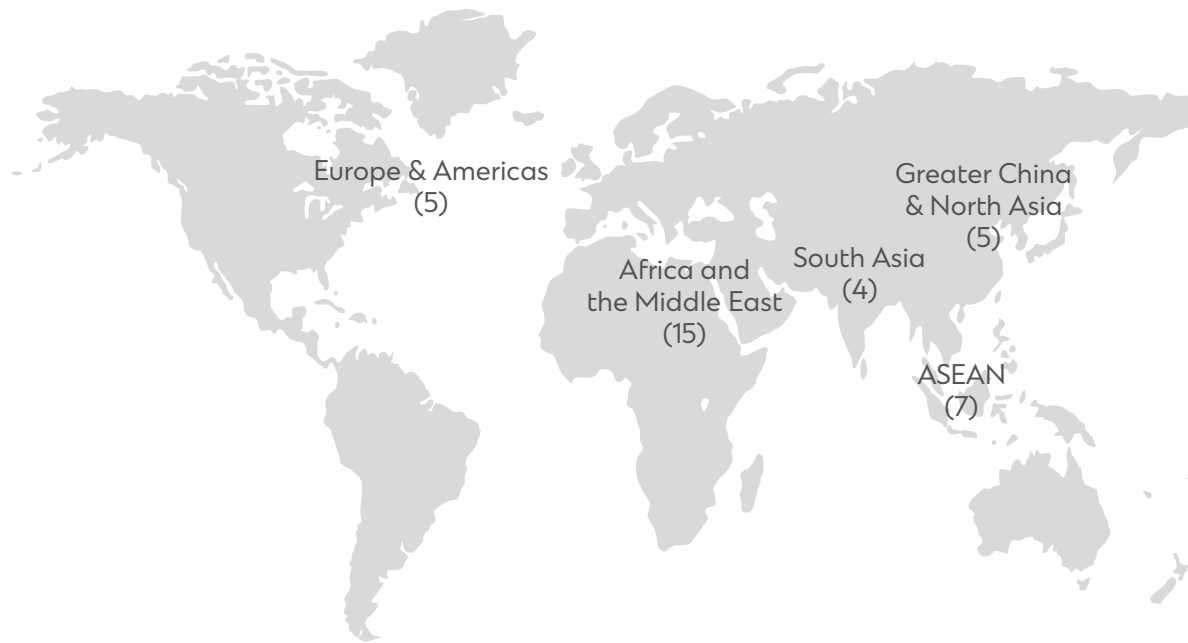 Europe & Americas
(5)
Greater China
& North Asia
(5)
South Asia
(4)
Africa and
the Middle East
(15)
ASEAN
(7)